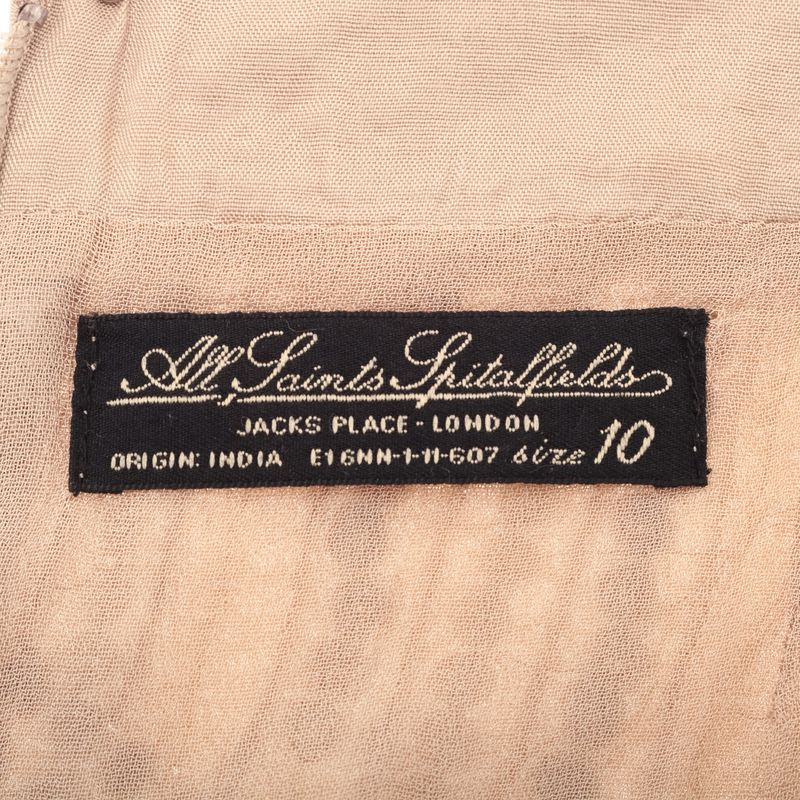 All Saints Spitalfields
JACKS PLACE - LONDON
ORIGIN: INDIA E16NN-1-11-607 size 10